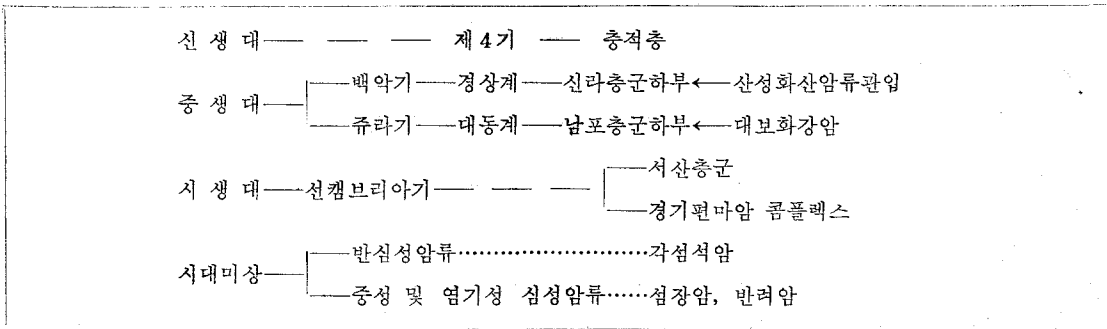 신 생 대―― ― ― 제4기 ― 충적층
백악기――경상계――신라층군하부←―산성화산암류관입
중 생 대―
쥬라기――대동계――남포층군하부←―대보화강암
서산층군
시 생 대――선캠브리아기―― ― ―
경기편마암 콤플렉스
반심성암류…………………………각섬석암
시대미상―
중성 및 염기성 심성암류……섬장암, 반려암